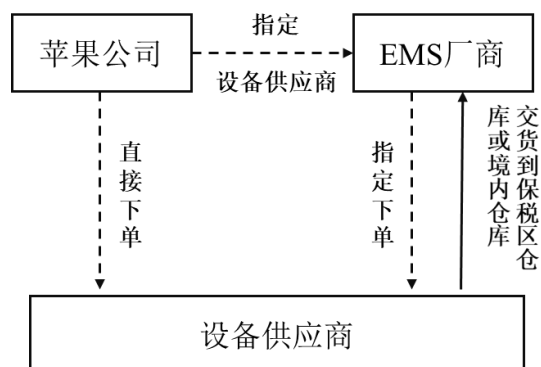 苹果公司
指定
设备供应商
EMS厂商
直接下单
指定下单
交货到保税区仓
库或境内仓库
设备供应商